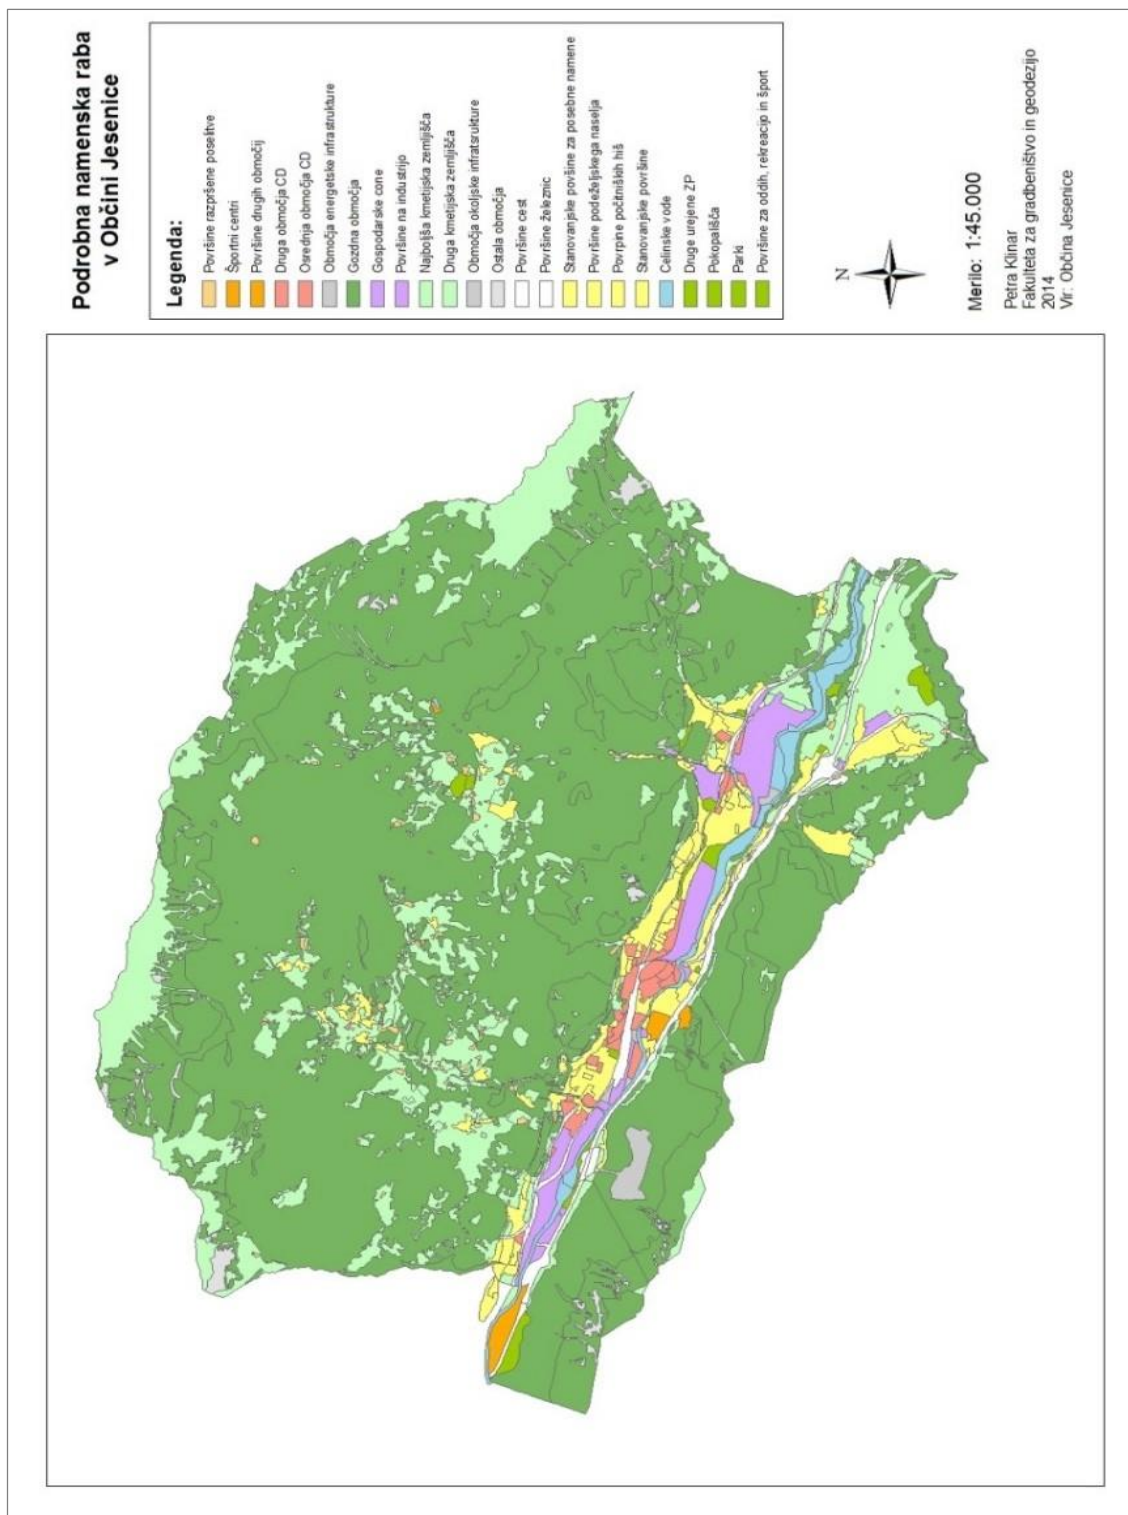 Podrobna namenska raba
v Občini Jesenice
Legenda:
Površine razpršene poselitve
Športni centri
Površine drugih območij
Druga območja CD
Osrednja območja CD
Območja energetske infrastrukture
Gozdna območja
Gospodarske cone
Površine na industrijo
Najboljša kmetijska zemljišča
Druga kmetijska zemljišča
Območja okoljske infratsrukture
Ostala območja
Površine cest
Površine železnic
Stanovanjske povšine za posebne namene
Površine podeželjskega naselja
Povrpine počitniških hiš
Stanovanjske površine
Celinske vode
Druge urejene ZP
Pokopališča
Parki
Površine za oddih, rekreacijo in šport
N
Merilo: 1:45.000
Petra Klinar
Fakulteta za gradbeništvo in geodezijo
2014
Vir: Občina Jesenice